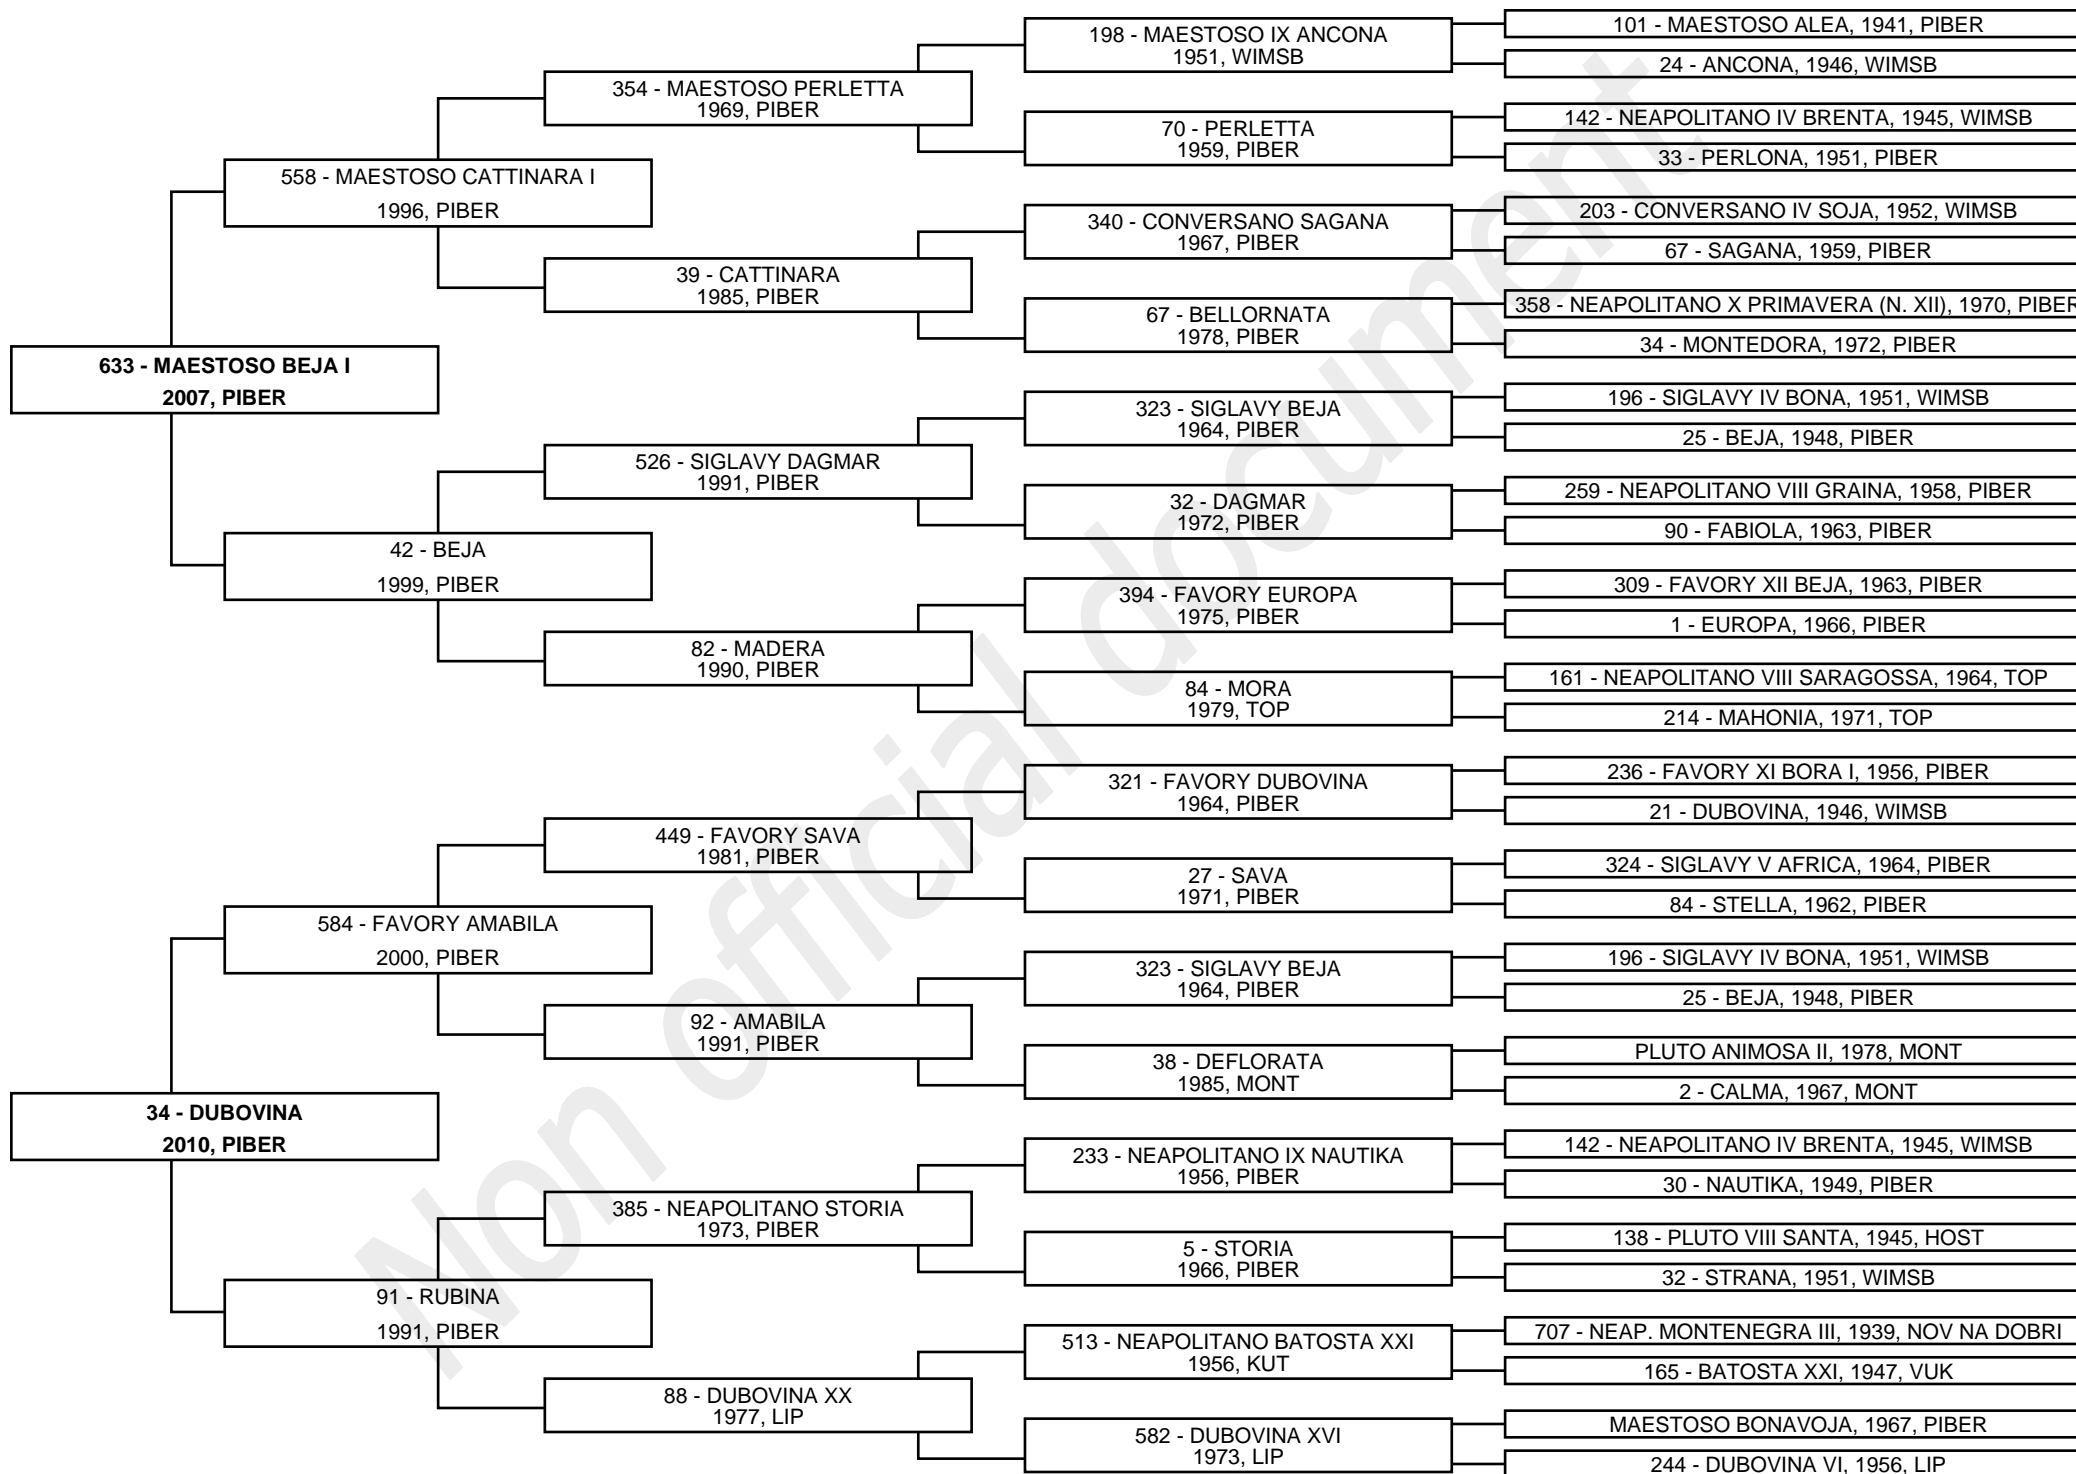 633 - MAESTOSO BEJA I
2007, PIBER
34 - DUBOVINA
2010, PIBER
558 - MAESTOSO CATTINARA I
1996, PIBER
42 - BEJA
1999, PIBER
584 - FAVORY AMABILA
2000, PIBER
91 - RUBINA
1991, PIBER
354 - MAESTOSO PERLETTA
1969, PIBER
39 - CATTINARA
1985, PIBER
526 - SIGLAVY DAGMAR
1991, PIBER
82 - MADERA
1990, PIBER
449 - FAVORY SAVA
1981, PIBER
92 - AMABILA
1991, PIBER
385 - NEAPOLITANO STORIA
1973, PIBER
88 - DUBOVINA XX
1977, LIP
198 - MAESTOSO IX ANCONA
1951, WIMSB
70 - PERLETTA
1959, PIBER
340 - CONVERSANO SAGANA
1967, PIBER
67 - BELLORNATA
1978, PIBER
323 - SIGLAVY BEJA
1964, PIBER
32 - DAGMAR
1972, PIBER
394 - FAVORY EUROPA
1975, PIBER
84 - MORA
1979, TOP
321 - FAVORY DUBOVINA
1964, PIBER
27 - SAVA
1971, PIBER
323 - SIGLAVY BEJA
1964, PIBER
38 - DEFLORATA
1985, MONT
233 - NEAPOLITANO IX NAUTIKA
1956, PIBER
5 - STORIA
1966, PIBER
513 - NEAPOLITANO BATOSTA XXI
1956, KUT
582 - DUBOVINA XVI
1973, LIP
101 - MAESTOSO ALEA, 1941, PIBER
24 - ANCONA, 1946, WIMSB
142 - NEAPOLITANO IV BRENTA, 1945, WIMSB
33 - PERLONA, 1951, PIBER
203 - CONVERSANO IV SOJA, 1952, WIMSB
67 - SAGANA, 1959, PIBER
358 - NEAPOLITANO X PRIMAVERA (N. XII), 1970, PIBER
34 - MONTEDORA, 1972, PIBER
196 - SIGLAVY IV BONA, 1951, WIMSB
25 - BEJA, 1948, PIBER
259 - NEAPOLITANO VIII GRAINA, 1958, PIBER
90 - FABIOLA, 1963, PIBER
309 - FAVORY XII BEJA, 1963, PIBER
1 - EUROPA, 1966, PIBER
161 - NEAPOLITANO VIII SARAGOSSA, 1964, TOP
214 - MAHONIA, 1971, TOP
236 - FAVORY XI BORA I, 1956, PIBER
21 - DUBOVINA, 1946, WIMSB
324 - SIGLAVY V AFRICA, 1964, PIBER
84 - STELLA, 1962, PIBER
196 - SIGLAVY IV BONA, 1951, WIMSB
25 - BEJA, 1948, PIBER
PLUTO ANIMOSA II, 1978, MONT
2 - CALMA, 1967, MONT
142 - NEAPOLITANO IV BRENTA, 1945, WIMSB
30 - NAUTIKA, 1949, PIBER
138 - PLUTO VIII SANTA, 1945, HOST
32 - STRANA, 1951, WIMSB
707 - NEAP. MONTENEGRA III, 1939, NOV NA DOBRI
165 - BATOSTA XXI, 1947, VUK
MAESTOSO BONAVOJA, 1967, PIBER
244 - DUBOVINA VI, 1956, LIP
Non official document